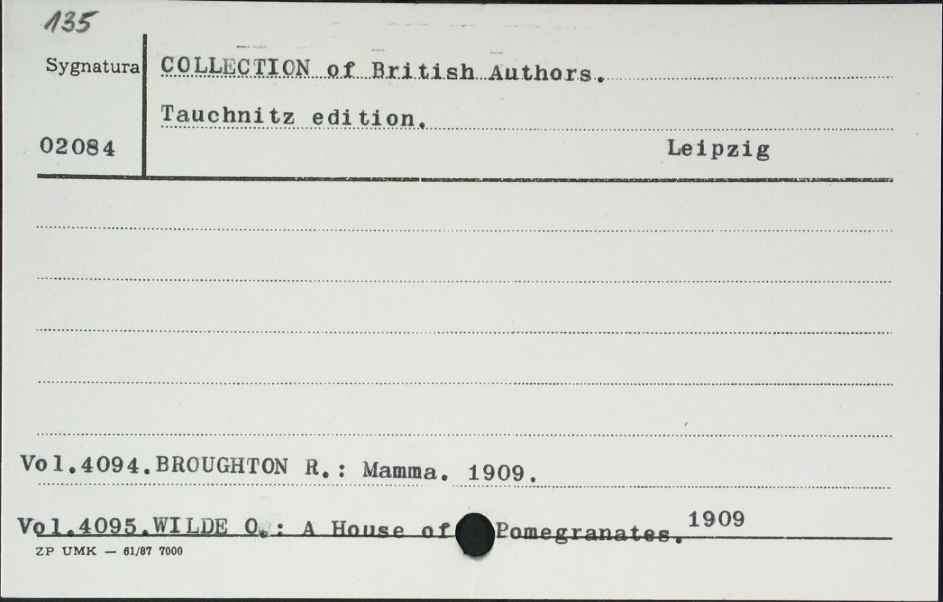 135
Sygnatura COLLECTION of British Authors.
Tauchnitz edition.
02084 Leipzig
Vol.4094.BROUGHTON R.: Mamma. 1909.
Vol.4095.WILDE O.: A House of Pomegranates. 1909
ZP UMK — 61/87 7000